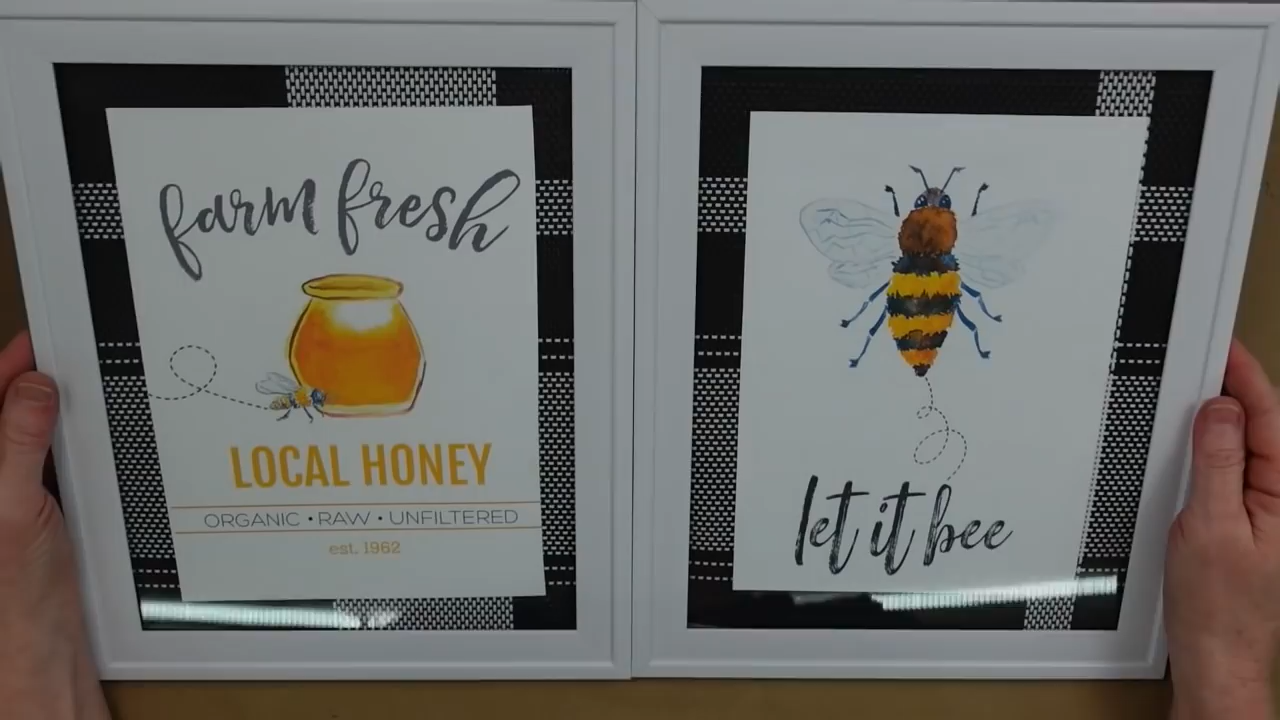 farm fresh
LOCAL HONEY
ORGANIC • RAW • UNFILTERED
est. 1962
let it bee